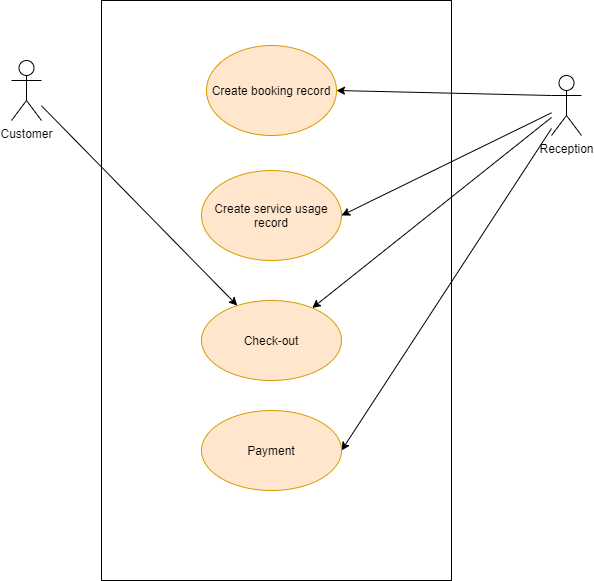 Create booking record
Customer
Reception
Create service usage
record
Check-out
Payment